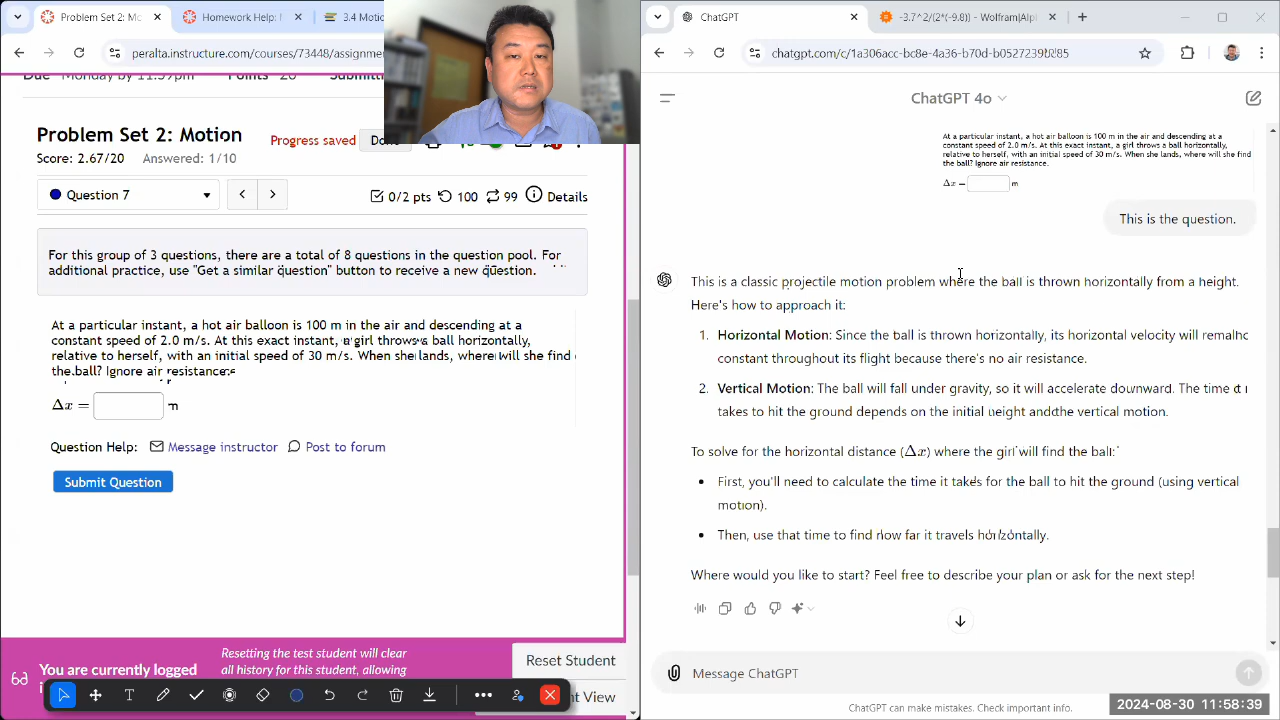 Problem Set 2: Mo
Homework Help:
3.4 Motion
peralta.instructure.com/courses/73448/assignme
Due Monday by 11:59pm Points 20
Problem Set 2: Motion
Progress saved
Score: 2.67/20 Answered: 1/10
Question 7
0/2 pts 100 99 Details
For this group of 3 questions, there are a total of 8 questions in the question pool. For
additional practice, use "Get a similar question" button to receive a new question.
At a particular instant, a hot air balloon is 100 m in the air and descending at a
constant speed of 2.0 m/s. At this exact instant, a girl throws a ball horizontally,
relative to herself, with an initial speed of 30 m/s. When she lands, where will she find
the ball? Ignore air resistance.
Δx = m
Question Help: Message instructor Post to forum
Submit Question
You are currently logged
Resetting the test student will clear
all history for this student, allowing
Reset Student
nt View
ChatGPT
-3.7^2/(2*(-9.8)) - Wolfram|Alp
ChatGPT 4o
At a particular instant, a hot air balloon is 100 m in the air and descending at a
constant speed of 2.0 m/s. At this exact instant, a girl throws a ball horizontally,
relative to herself, with an initial speed of 30 m/s. When she lands, where will she find
the ball? Ignore air resistance.
Δx = m
This is the question.
This is a classic projectile motion problem where the ball is thrown horizontally from a height.
Here's how to approach it:
1. Horizontal Motion: Since the ball is thrown horizontally, its horizontal velocity will remain
constant throughout its flight because there's no air resistance.
2. Vertical Motion: The ball will fall under gravity, so it will accelerate downward. The time it
takes to hit the ground depends on the initial height and the vertical motion.
To solve for the horizontal distance (Δx) where the girl will find the ball:
• First, you'll need to calculate the time it takes for the ball to hit the ground (using vertical
motion).
• Then, use that time to find how far it travels horizontally.
Where would you like to start? Feel free to describe your plan or ask for the next step!
Message ChatGPT
ChatGPT can make mistakes. Check important info.
2024-08-30 11:58:39